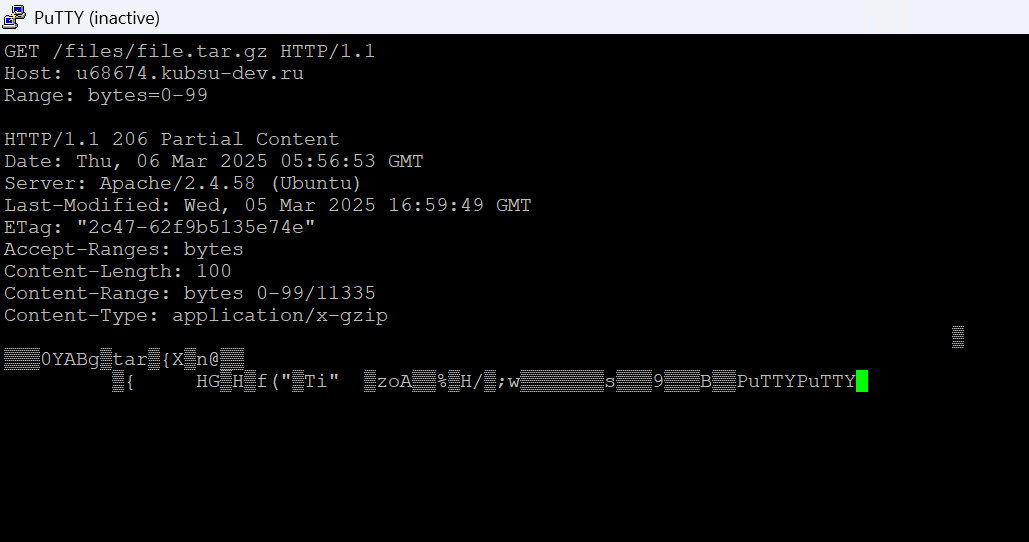 PuTTY (inactive)
GET /files/file.tar.gz HTTP/1.1
Host: u68674.kubsu-dev.ru
Range: bytes=0-99
HTTP/1.1 206 Partial Content
Date: Thu, 06 Mar 2025 05:56:53 GMT
Server: Apache/2.4.58 (Ubuntu)
Last-Modified: Wed, 05 Mar 2025 16:59:49 GMT
ETag: "2c47-62f9b5135e74e"
Accept-Ranges: bytes
Content-Length: 100
Content-Range: bytes 0-99/11335
Content-Type: application/x-gzip
▒
▒▒▒0YABg▒tar▒{X▒n@▒▒
▒{ HG▒H▒f("▒Ti" ▒zoA▒▒%▒H/▒;w▒▒▒▒▒▒▒s▒▒▒9▒▒▒B▒▒PuTTYPuTTY